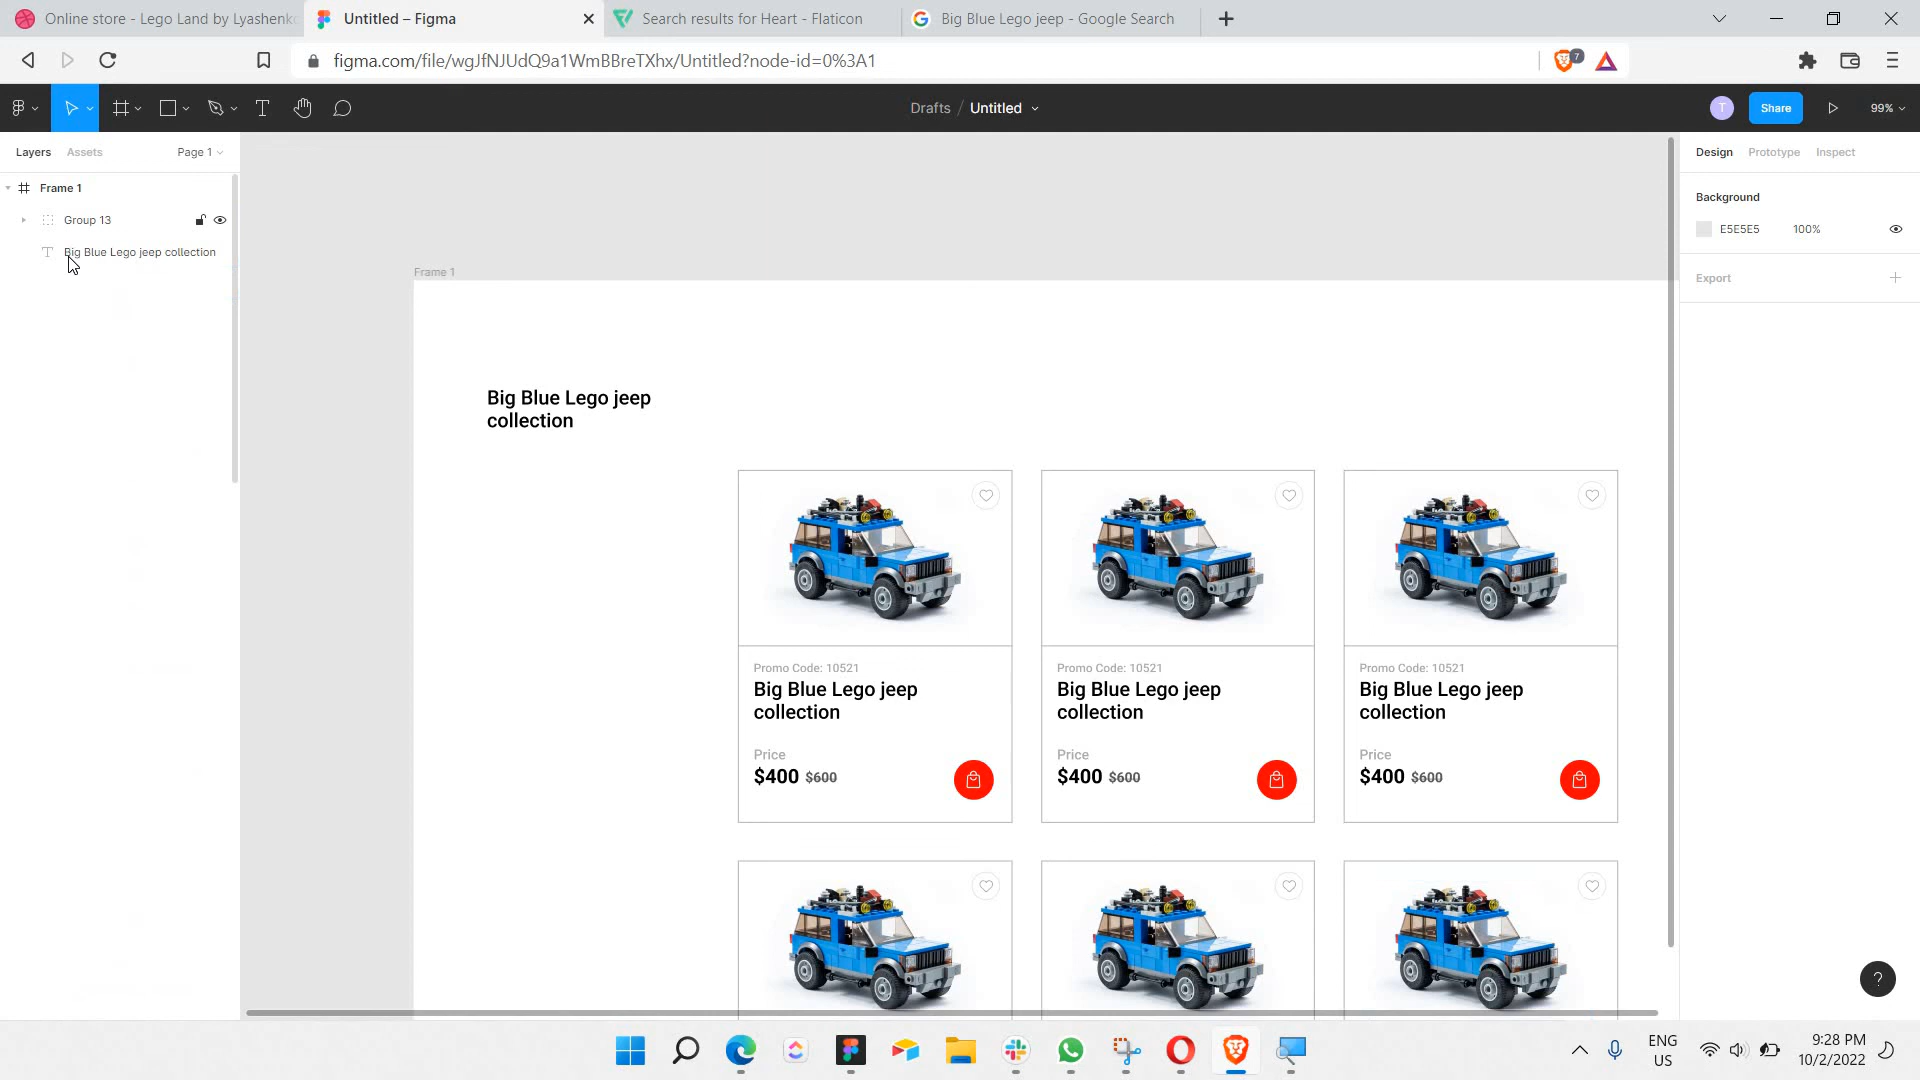 Online store - Lego Land by Lyashenko
Untitled – Figma
Search results for Heart - Flaticon
Big Blue Lego jeep - Google Search
figma.com/file/wgJfNJUdQ9a1WmBBreTXhx/Untitled?node-id=0%3A1
7
Drafts / Untitled
T
Share
99%
Layers
Assets
Page 1
Design
Prototype
Inspect
Frame 1
Group 13
Big Blue Lego jeep collection
Background
E5E5E5
100%
Export
Frame 1
Big Blue Lego jeep
collection
Promo Code: 10521
Big Blue Lego jeep
collection
Price
$400 $600
Promo Code: 10521
Big Blue Lego jeep
collection
Price
$400 $600
Promo Code: 10521
Big Blue Lego jeep
collection
Price
$400 $600
?
ENG
US
9:28 PM
10/2/2022